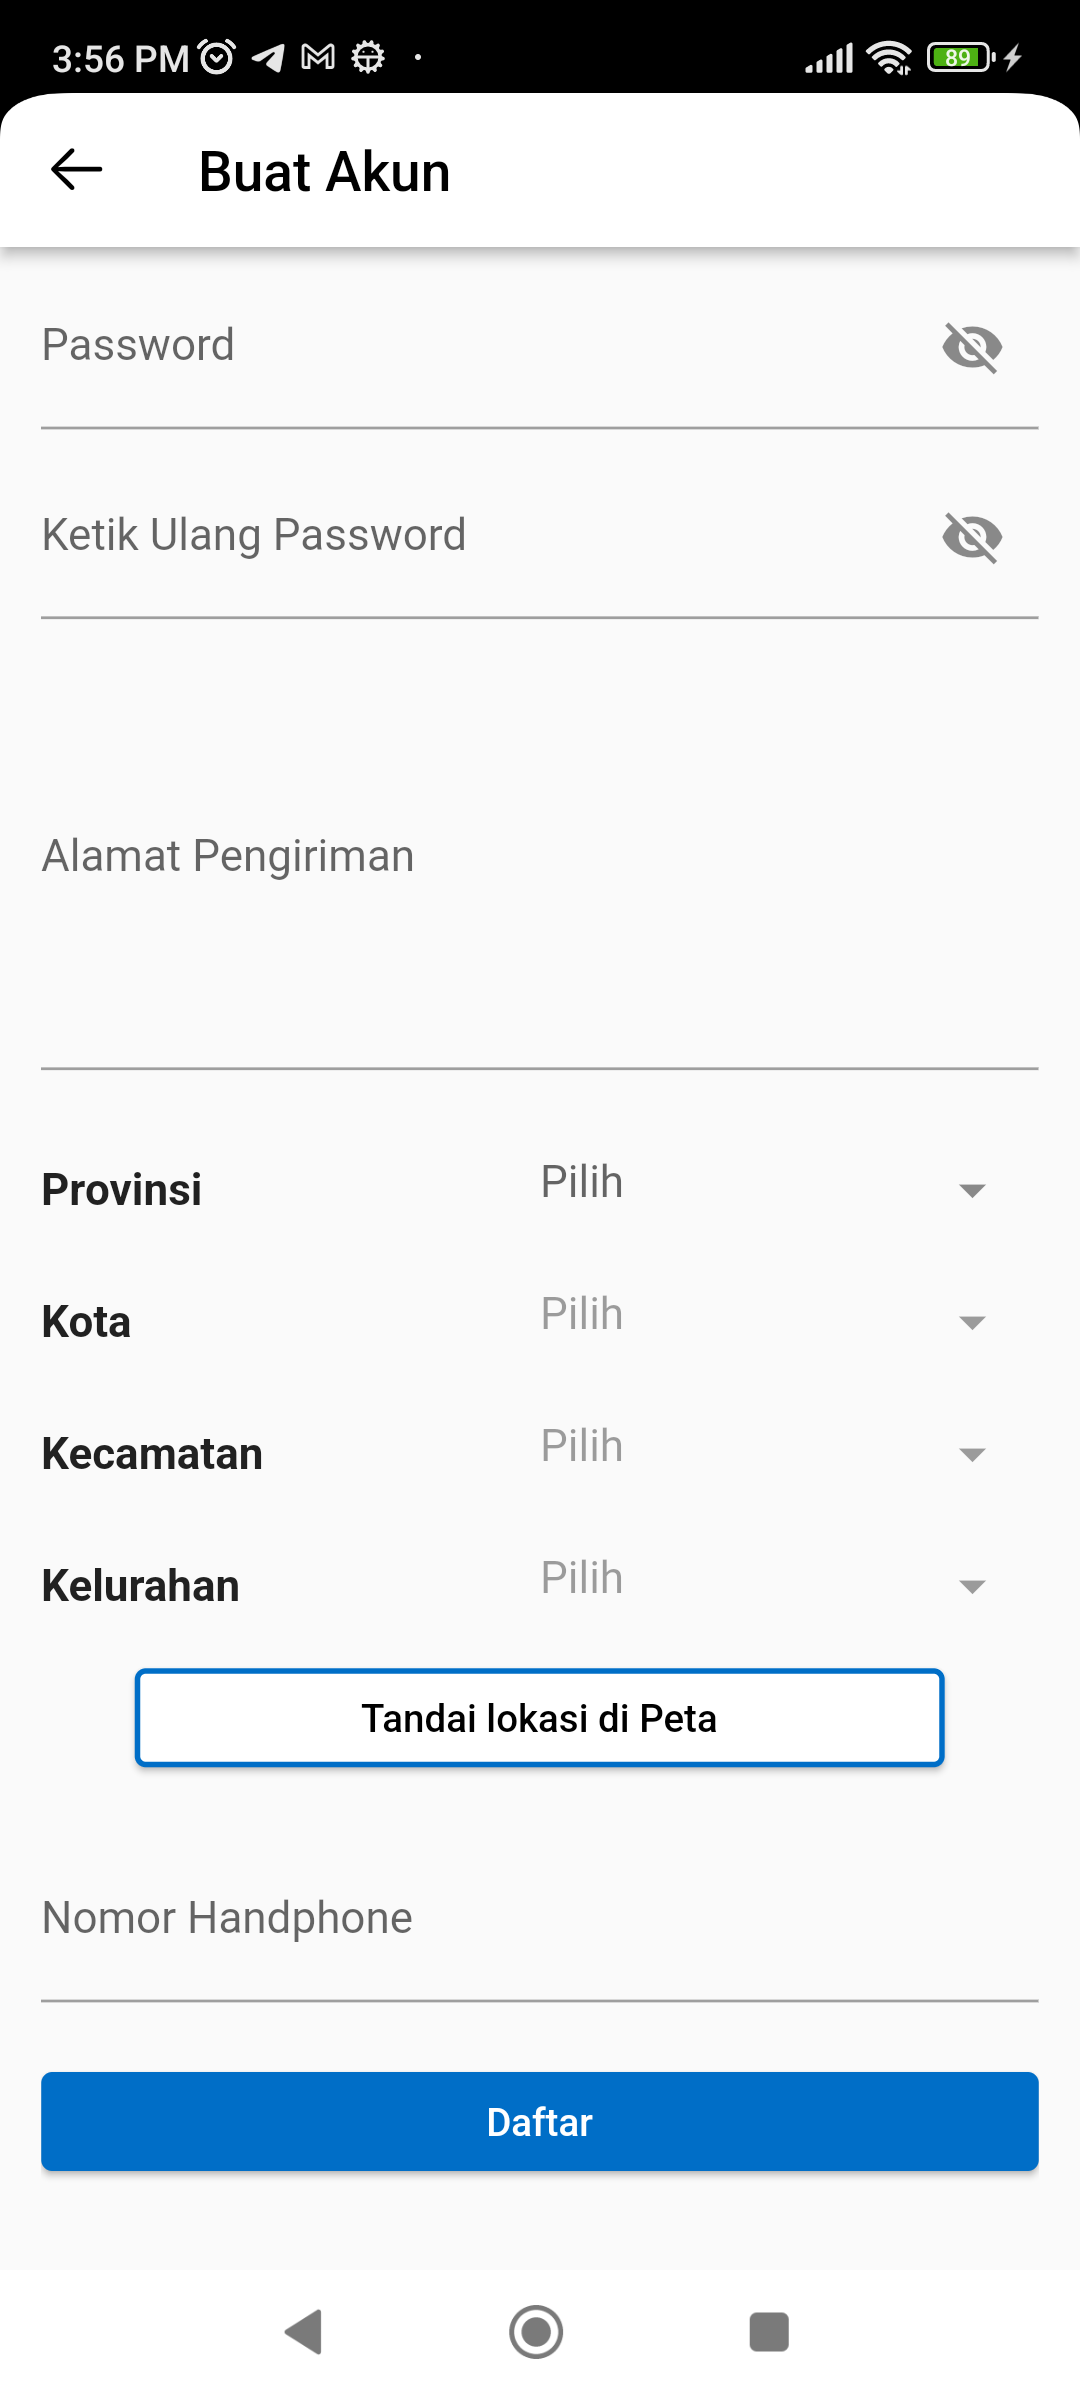 3:56 PM
89
Buat Akun
Password
Ketik Ulang Password
Alamat Pengiriman
Provinsi Pilih
Kota Pilih
Kecamatan Pilih
Kelurahan Pilih
Tandai lokasi di Peta
Nomor Handphone
Daftar